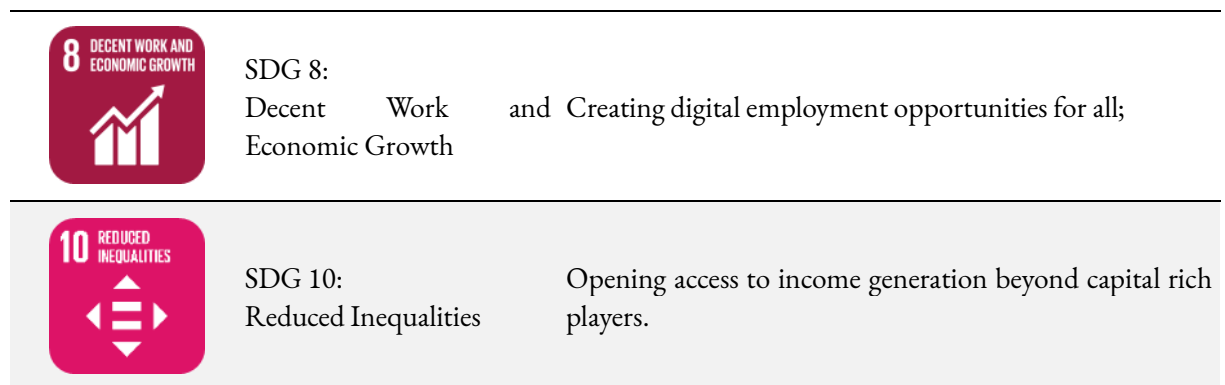 8 DECENT WORK AND
ECONOMIC GROWTH
SDG 8:
Decent Work and
Economic Growth
Creating digital employment opportunities for all;
10 REDUCED
INEQUALITIES
SDG 10:
Reduced Inequalities
Opening access to income generation beyond capital rich
players.